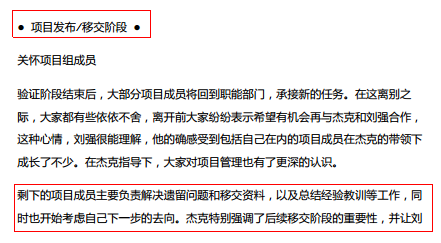 ● 项目发布/移交阶段 ●
关怀项目组成员
验证阶段结束后，大部分项目成员将回到职能部门，承接新的任务。在这离别之
际，大家都有些依依不舍，离开前大家纷纷表示希望有机会再与杰克和刘强合作，
这种心情，刘强很能理解，他的确感受到包括自己在内的项目成员在杰克的带领下
成长了不少。在杰克指导下，大家对项目管理也有了更深的认识。
剩下的项目成员主要负责解决遗留问题和移交资料，以及总结经验教训等工作，同
时也开始考虑自己下一步的去向。杰克特别强调了后续移交阶段的重要性，并让刘